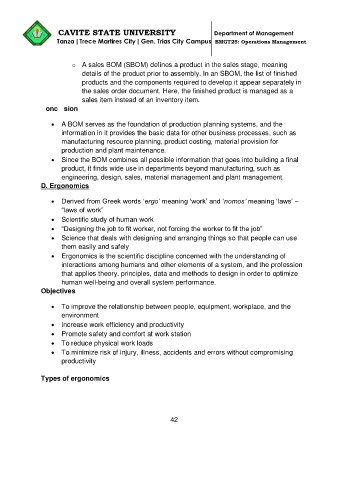 CAVITE STATE UNIVERSITY Department of Management
Tanza | Trece Martires City | Gen. Trias City Campus BMGT25: Operations Management
o A sales BOM (SBOM) defines a product in the sales stage, meaning
details of the product prior to assembly. In an SBOM, the list of finished
products and the components required to develop it appear separately in
the sales order document. Here, the finished product is managed as a
sales item instead of an inventory item.
onc sion
• A BOM serves as the foundation of production planning systems, and the
information in it provides the basic data for other business processes, such as
manufacturing resource planning, product costing, material provision for
production and plant maintenance.
• Since the BOM combines all possible information that goes into building a final
product, it finds wide use in departments beyond manufacturing, such as
engineering, design, sales, material management and plant management.
D. Ergonomics
• Derived from Greek words 'ergo' meaning 'work' and 'nomos' meaning 'laws' –
"laws of work"
• Scientific study of human work
• "Designing the job to fit worker, not forcing the worker to fit the job"
• Science that deals with designing and arranging things so that people can use
them easily and safely
• Ergonomics is the scientific discipline concerned with the understanding of
interactions among humans and other elements of a system, and the profession
that applies theory, principles, data and methods to design in order to optimize
human well-being and overall system performance.
Objectives
• To improve the relationship between people, equipment, workplace, and the
environment
• Increase work efficiency and productivity
• Promote safety and comfort at work station
• To reduce physical work loads
• To minimize risk of injury, illness, accidents and errors without compromising
productivity
Types of ergonomics
42